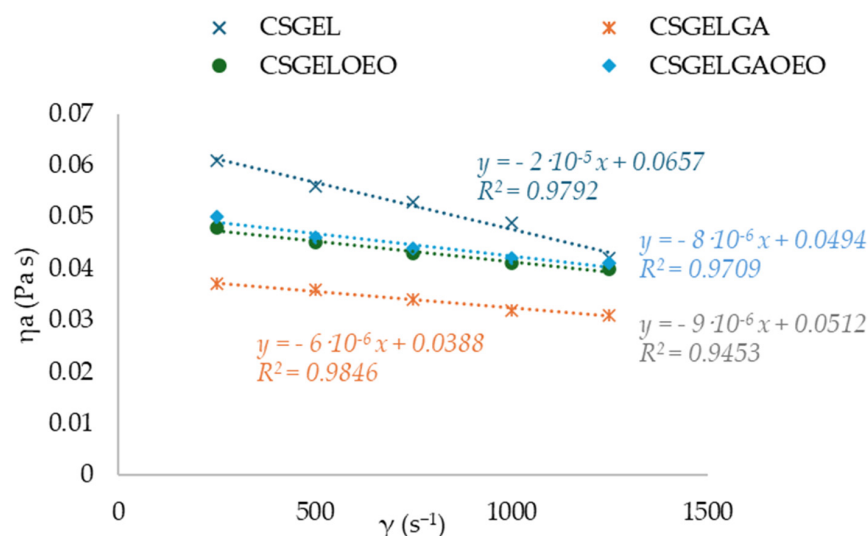 CSGEL
CSGELGA
CSGELOEO
CSGELGAOEO
0.07
0.06
0.05
0.04
0.03
0.02
0.01
0
ηa (Pa s)
y = - 2·10⁻⁵ x + 0.0657
R² = 0.9792
y = - 8·10⁻⁶ x + 0.0494
R² = 0.9709
y = - 9·10⁻⁶ x + 0.0512
R² = 0.9453
y = - 6·10⁻⁶ x + 0.0388
R² = 0.9846
0
500
1000
1500
γ (s⁻¹)